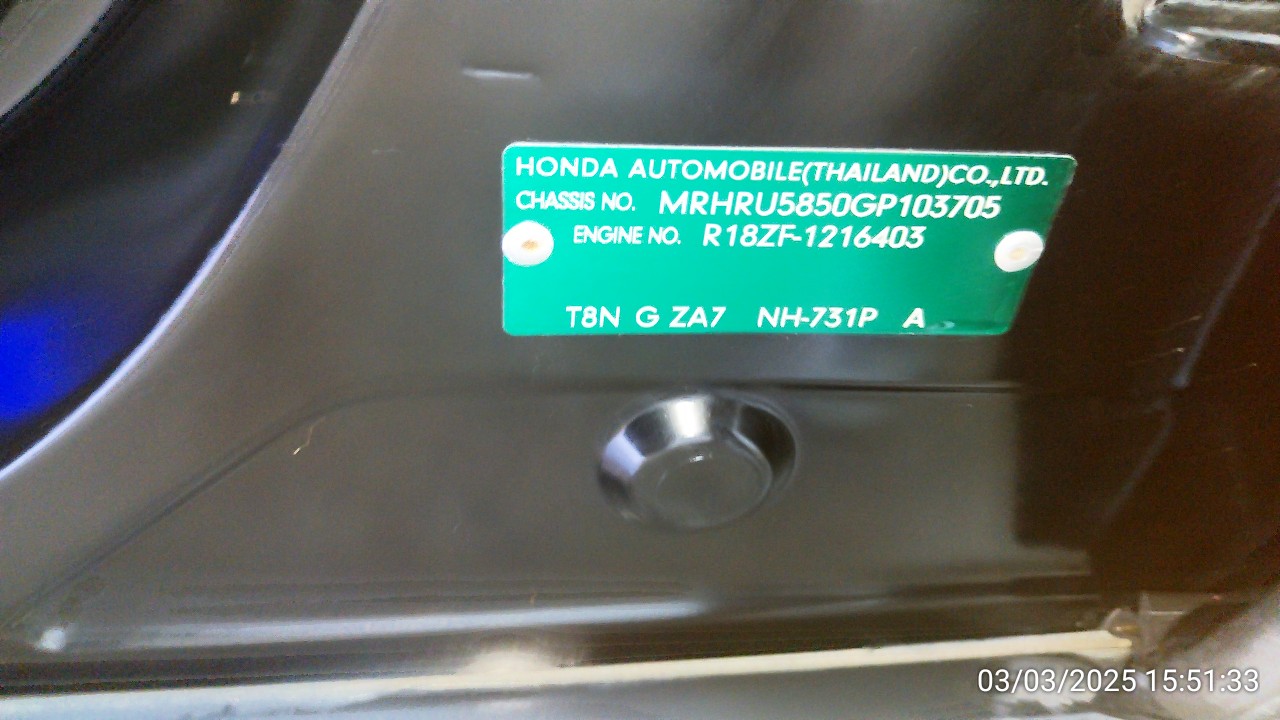 HONDA AUTOMOBILE(THAILAND)CO.,LTD.
CHASSIS NO. MRHRU5850GP103705
ENGINE NO. R18ZF-1216403
T8N G ZA7 NH-731P A
03/03/2025 15:51:33